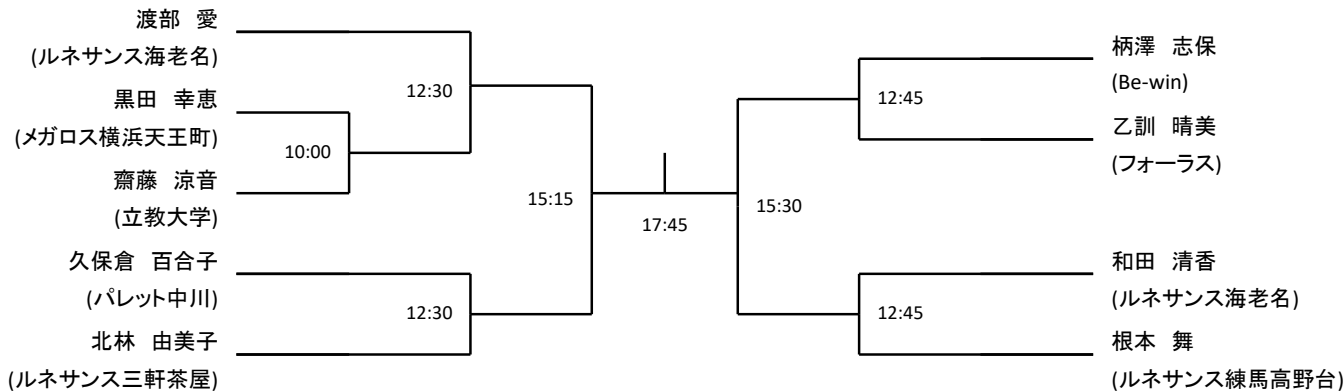 渡部 愛
(ルネサンス海老名)
12:30
黒田 幸恵
(メガロス横浜天王町)
10:00
齋藤 涼音
(立教大学)
15:15
久保倉 百合子
(パレット中川)
12:30
北林 由美子
(ルネサンス三軒茶屋)
17:45
柄澤 志保
(Be-win)
12:45
乙訓 晴美
(フォーラス)
15:30
和田 清香
(ルネサンス海老名)
12:45
根本 舞
(ルネサンス練馬高野台)